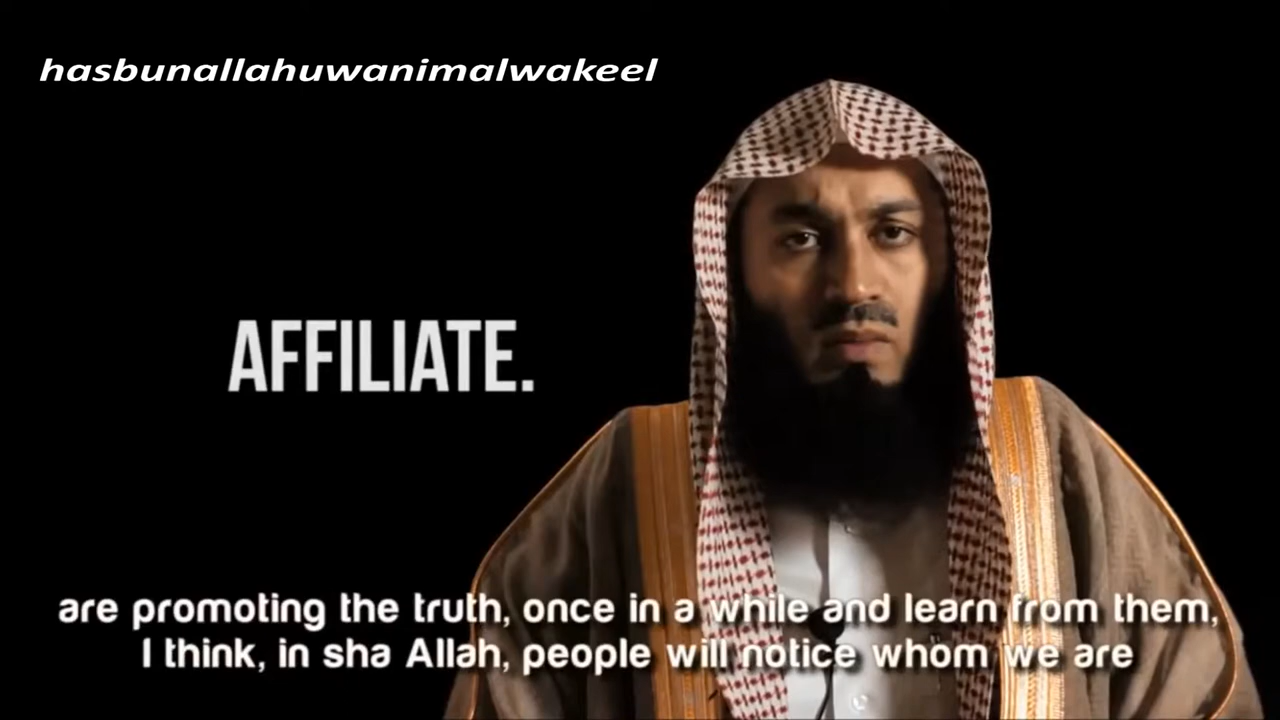 hasbunallahuwanimalwakeel
AFFILIATE.
are promoting the truth, once in a while and learn from them,
I think, in sha Allah, people will notice whom we are